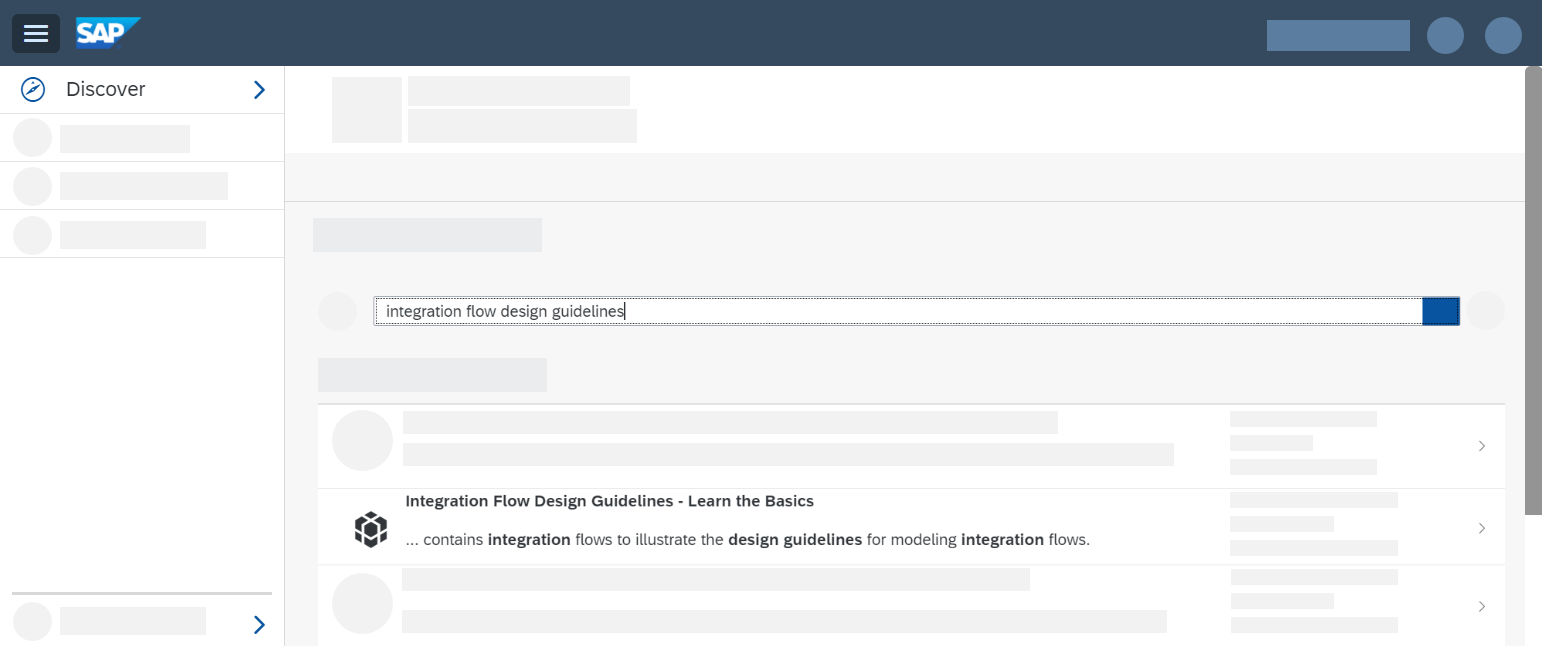 SAP
Discover
integration flow design guidelines
Integration Flow Design Guidelines - Learn the Basics
... contains integration flows to illustrate the design guidelines for modeling integration flows.